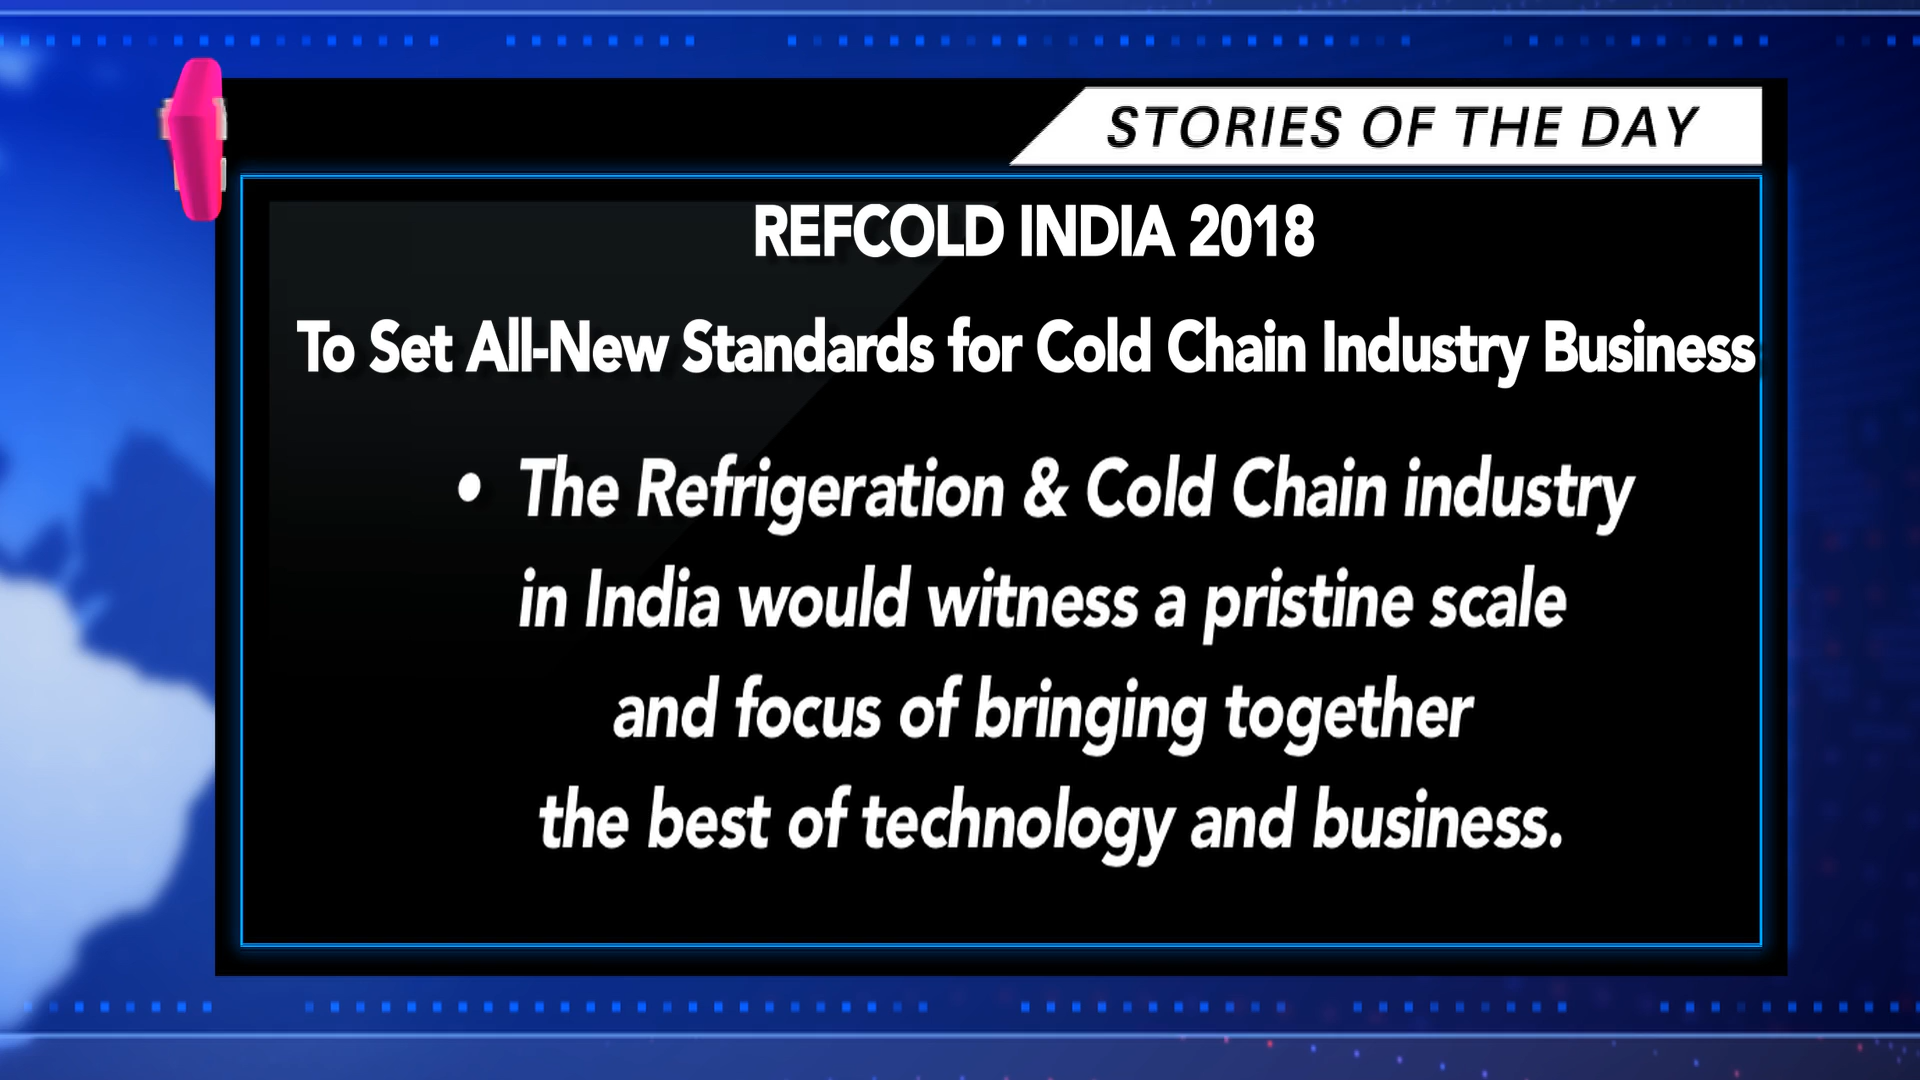 STORIES OF THE DAY
REFCOLD INDIA 2018
To Set All-New Standards for Cold Chain Industry Business
• The Refrigeration & Cold Chain industry
in India would witness a pristine scale
and focus of bringing together
the best of technology and business.